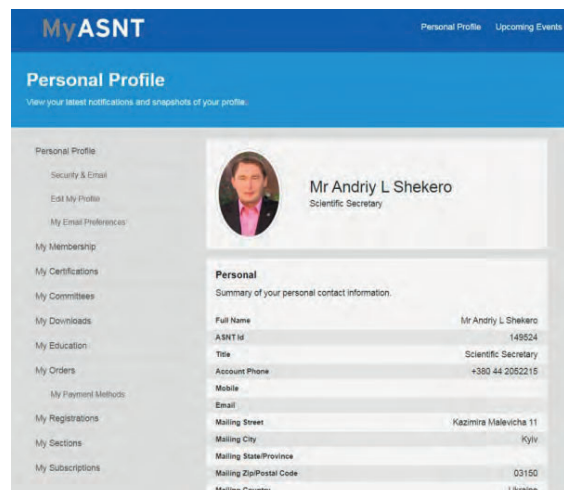 MyASNT
Personal Profile Upcoming Events
Personal Profile
View your latest notifications and snapshots of your profile.
Personal Profile
Security & Email
Edit My Profile
My Email Preferences
My Membership
My Certifications
My Committees
My Downloads
My Education
My Orders
My Payment Methods
My Registrations
My Sections
My Subscriptions
Mr Andriy L Shekero
Scientific Secretary
Personal
Summary of your personal contact information.
Full Name Mr Andriy L Shekero
ASNT Id 149524
Title Scientific Secretary
Account Phone +380 44 2052215
Mobile
Email
Mailing Street Kazimira Malevicha 11
Mailing City Kyiv
Mailing State/Province
Mailing Zip/Postal Code 03150
Mailing Country Ukraine